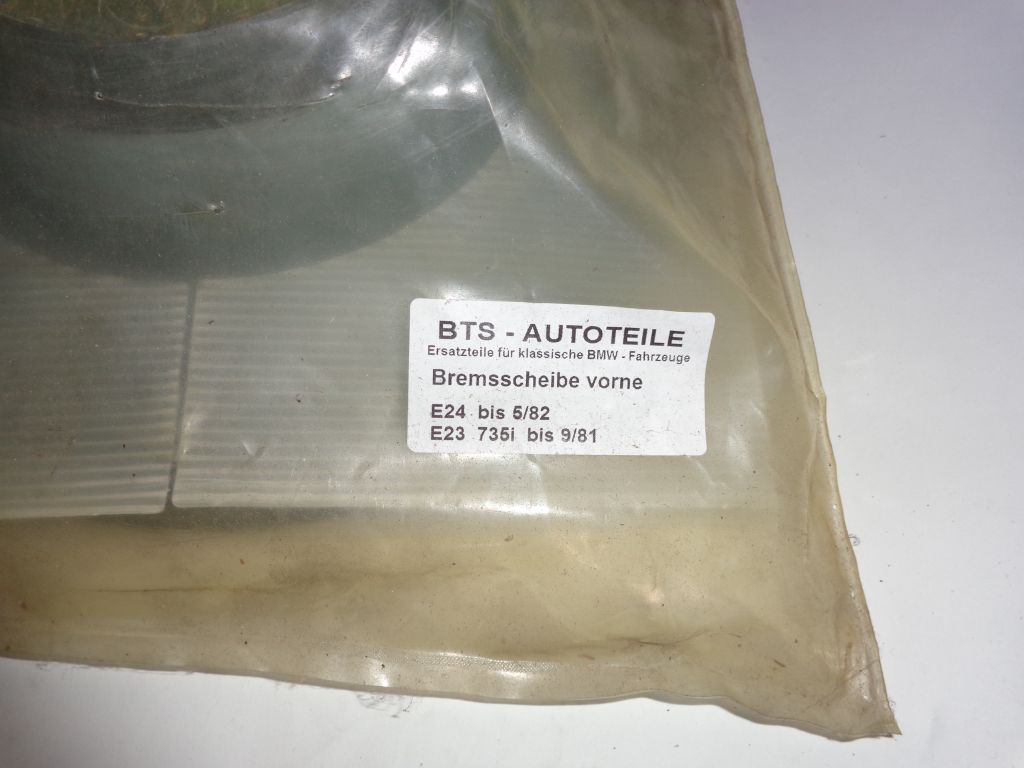 BTS - AUTOTEILE
Ersatzteile für klassische BMW - Fahrzeuge
Bremsscheibe vorne
E24 bis 5/82
E23 735i bis 9/81